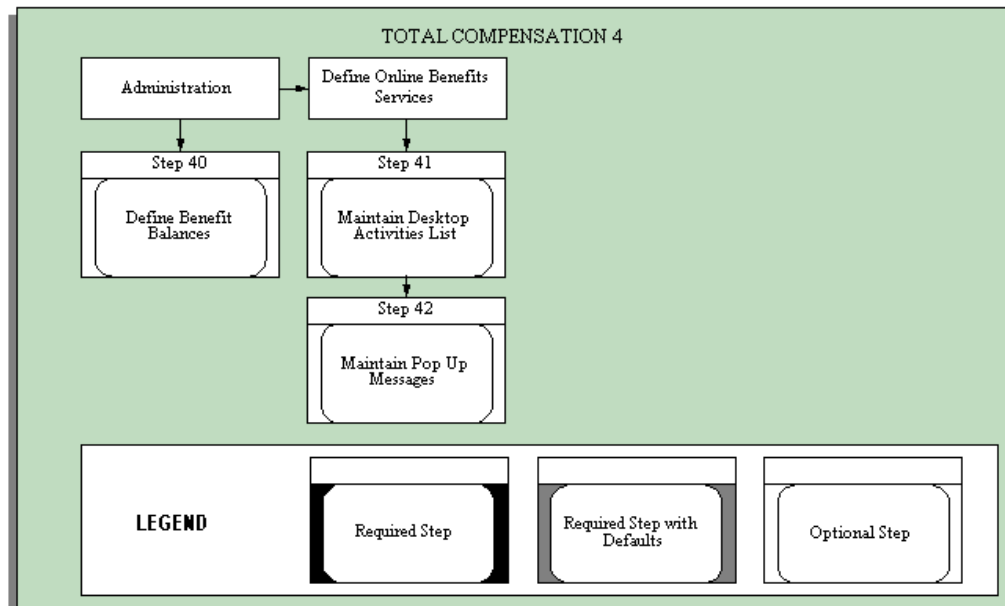 TOTAL COMPENSATION 4
Administration
Define Online Benefits
Services
Step 40
Define Benefit
Balances
Step 41
Maintain Desktop
Activities List
Step 42
Maintain Pop Up
Messages
LEGEND
Required Step
Required Step with
Defaults
Optional Step